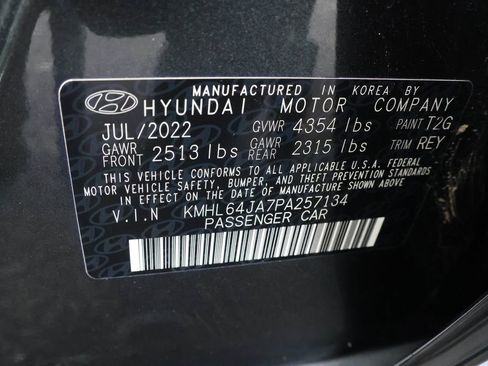 MANUFACTURED IN KOREA BY
HYUNDAI MOTOR COMPANY
JUL/2022 GVWR 4354 lbs PAINT T2G
GAWR FRONT 2513 lbs GAWR REAR 2315 lbs TRIM REY
THIS VEHICLE CONFORMS TO ALL APPLICABLE U.S.A. FEDERAL
MOTOR VEHICLE SAFETY, BUMPER, AND THEFT PREVENTION STANDARDS
IN EFFECT ON THE DATE OF MANUFACTURE SHOWN ABOVE.
V.I.N KMHL64JA7PA257134
PASSENGER CAR